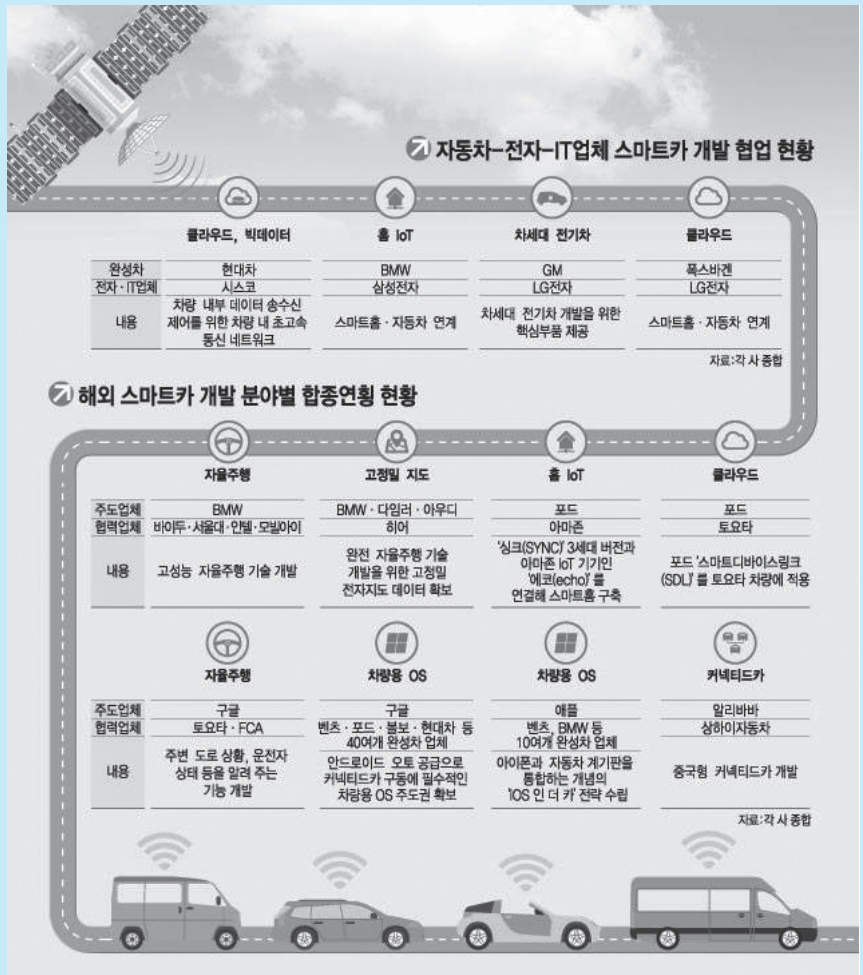 자동차-전자-IT업체 스마트카 개발 협업 현황
클라우드, 빅데이터
홈 IoT
차세대 전기차
클라우드
완성차 현대차 BMW GM 폭스바겐
전자·IT업체 시스코 삼성전자 LG전자 LG전자
내용
차량 내부 데이터 송수신
제어를 위한 차량 내 초고속
통신 네트워크
스마트홈·자동차 연계
차세대 전기차 개발을 위한
핵심부품 제공
스마트홈·자동차 연계
자료:각 사 종합
해외 스마트카 개발 분야별 합종연횡 현황
자율주행
고정밀 지도
홈 IoT
클라우드
주도업체 BMW BMW·다임러·아우디 포드 포드
협력업체 바이두·서울대·인텔·모빌아이 히어 아마존 토요타
내용
고성능 자율주행 기술 개발
완전 자율주행 기술
개발을 위한 고정밀
전자지도 데이터 확보
'싱크(SYNC)' 3세대 버전과
아마존 IoT 기기인
'에코(echo)'를
연결해 스마트홈 구축
포드 '스마트디바이스링크
(SDL)'를 토요타 차량에 적용
자율주행
차량용 OS
차량용 OS
커넥티드카
주도업체 구글 구글 애플 알리바바
협력업체
토요타·FCA
벤츠·포드·볼보·현대차 등
40여개 완성차 업체
벤츠, BMW 등
10여개 완성차 업체
상하이자동차
내용
주변 도로 상황, 운전자
상태 등을 알려 주는
기능 개발
안드로이드 오토 공급으로
커넥티드카 구동에 필수적인
차량용 OS 주도권 확보
아이폰과 자동차 계기판을
통합하는 개념의
'iOS 인 더 카' 전략 수립
중국형 커넥티드카 개발
자료:각 사 종합